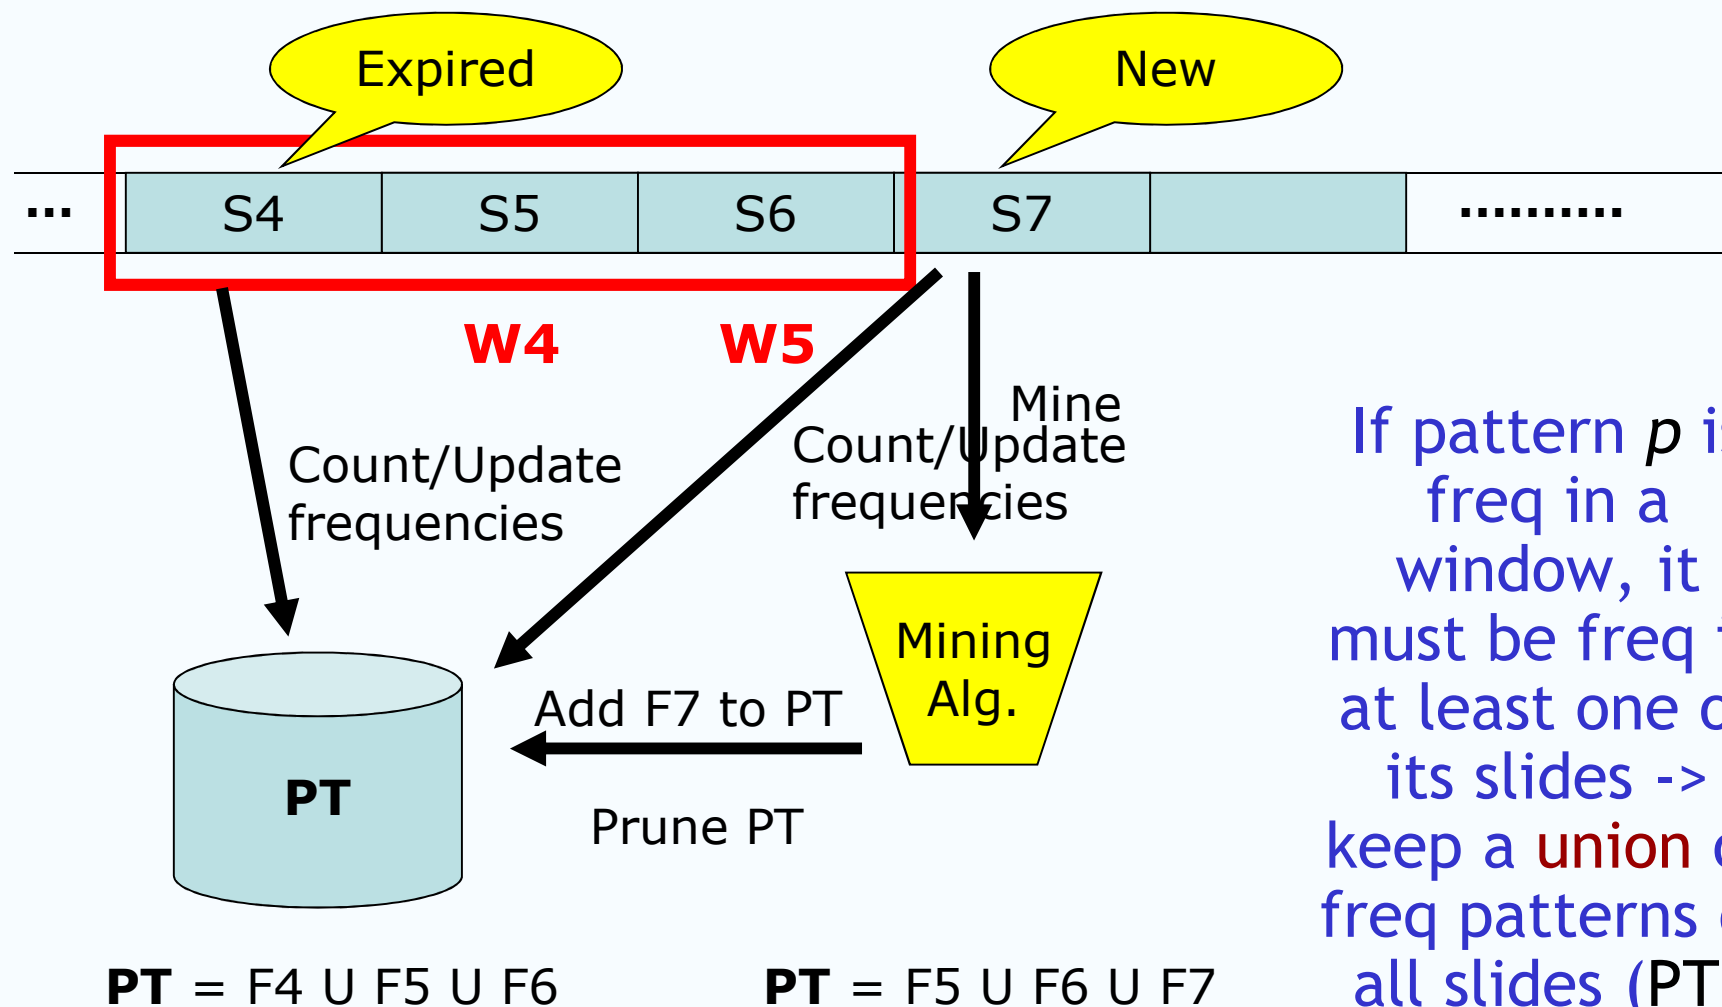 Expired
New
...
S4
S5
S6
S7
..........
W4
W5
Mine
Count/Update
frequencies
Count/Update
frequencies
Mining
Alg.
Add F7 to PT
Prune PT
PT
PT = F4 U F5 U F6
PT = F5 U F6 U F7
If pattern p
freq in a
window, it
must be freq
at least one
its slides ->
keep a union
freq patterns
all slides (PT